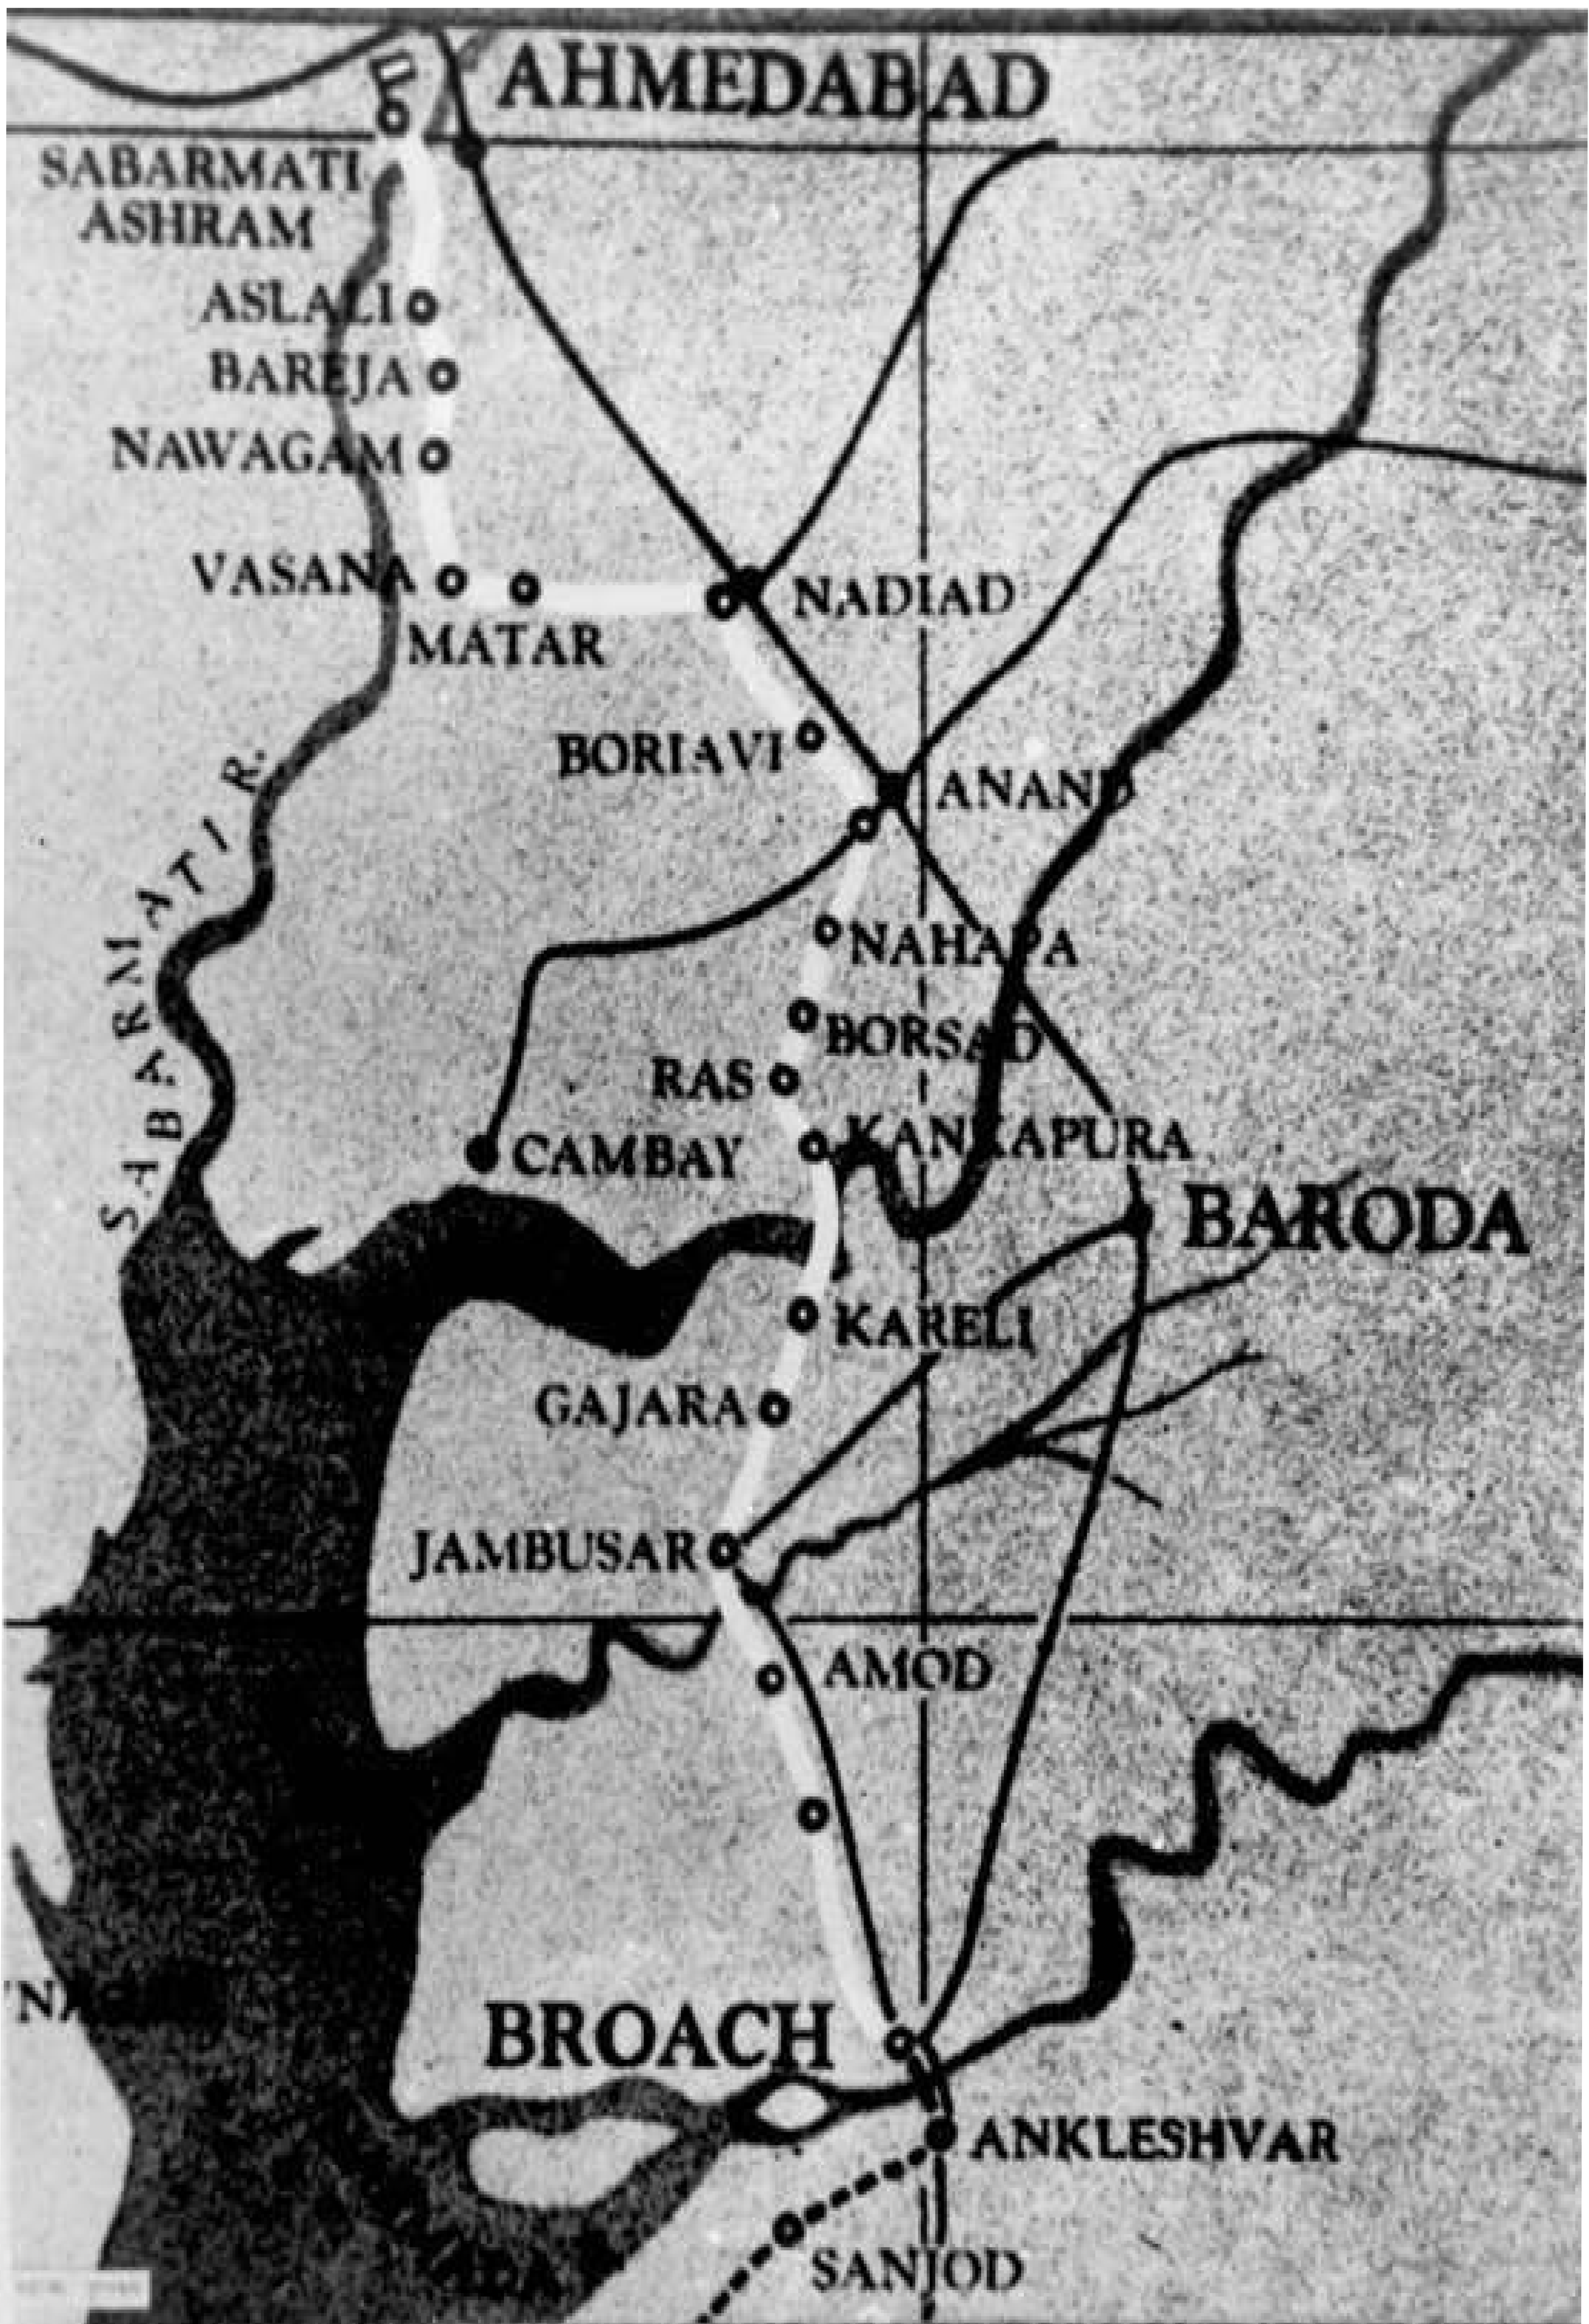 AHMEDABAD
SABARMATI
ASHRAM
ASLALI
BAREJA
NAWAGAM
VASANA
NADIAD
MATAR
BORIAVI
ANAND
SABARMATI R.
NAHAPA
BORSAD
RAS
KANKAPURA
CAMBAY
BARODA
KARELI
GAJARA
JAMBUSAR
AMOD
BROACH
ANKLESHVAR
SANJOD